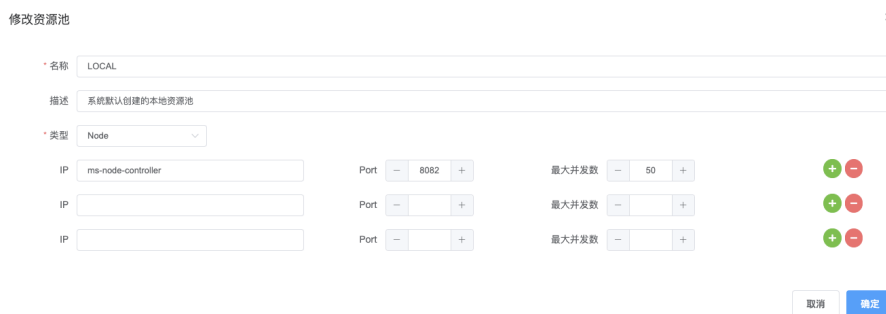 修改资源池
* 名称 LOCAL
描述 系统默认创建的本地资源池
* 类型 Node
IP ms-node-controller Port − 8082 + 最大并发数 − 50 + + −
IP Port − + 最大并发数 − + + −
IP Port − + 最大并发数 − + + −
取消 确定